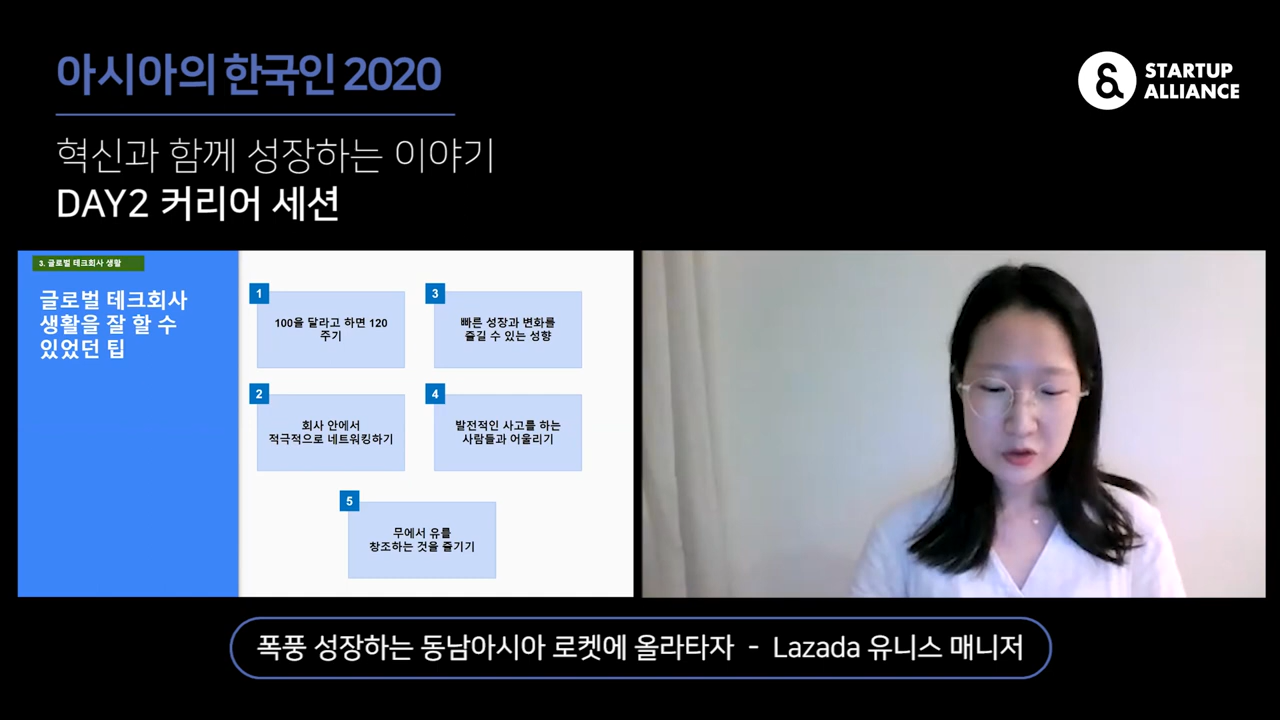 아시아의 한국인 2020
혁신과 함께 성장하는 이야기
DAY2 커리어 세션
STARTUP
ALLIANCE
3. 글로벌 테크회사 생활
글로벌 테크회사
생활을 잘 할 수
있었던 팁
1
100을 달라고 하면 120
주기
2
회사 안에서
적극적으로 네트워킹하기
3
빠른 성장과 변화를
즐길 수 있는 성향
4
발전적인 사고를 하는
사람들과 어울리기
5
무에서 유를
창조하는 것을 즐기기
폭풍 성장하는 동남아시아 로켓에 올라타자 - Lazada 유니스 매니저